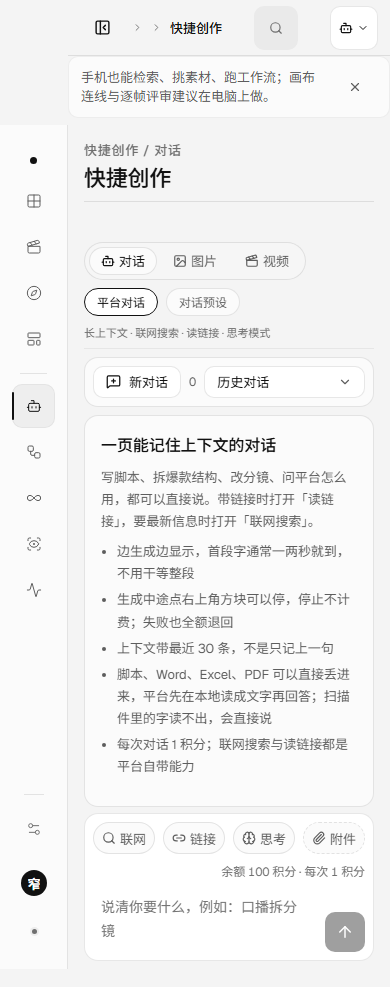 快捷创作
手机也能检索、挑素材、跑工作流；画布
连线与逐帧评审建议在电脑上做。
快捷创作 / 对话
快捷创作
对话 图片 视频
平台对话 对话预设
长上下文 · 联网搜索 · 读链接 · 思考模式
新对话 0 历史对话
一页能记住上下文的对话
写脚本、拆爆款结构、改分镜、问平台怎么
用，都可以直接说。带链接时打开「读链
接」，要最新信息时打开「联网搜索」。
• 边生成边显示，首段字通常一两秒就到，
不用干等整段
• 生成中途点右上角方块可以停，停止不计
费；失败也全额退回
• 上下文带最近 30 条，不是只记上一句
• 脚本、Word、Excel、PDF 可以直接丢进
来，平台先在本地读成文字再回答；扫描
件里的字读不出，会直接说
• 每次对话 1 积分；联网搜索与读链接都是
平台自带能力
联网 链接 思考 附件
余额 100 积分 · 每次 1 积分
窄
说清你要什么，例如：口播拆分
镜